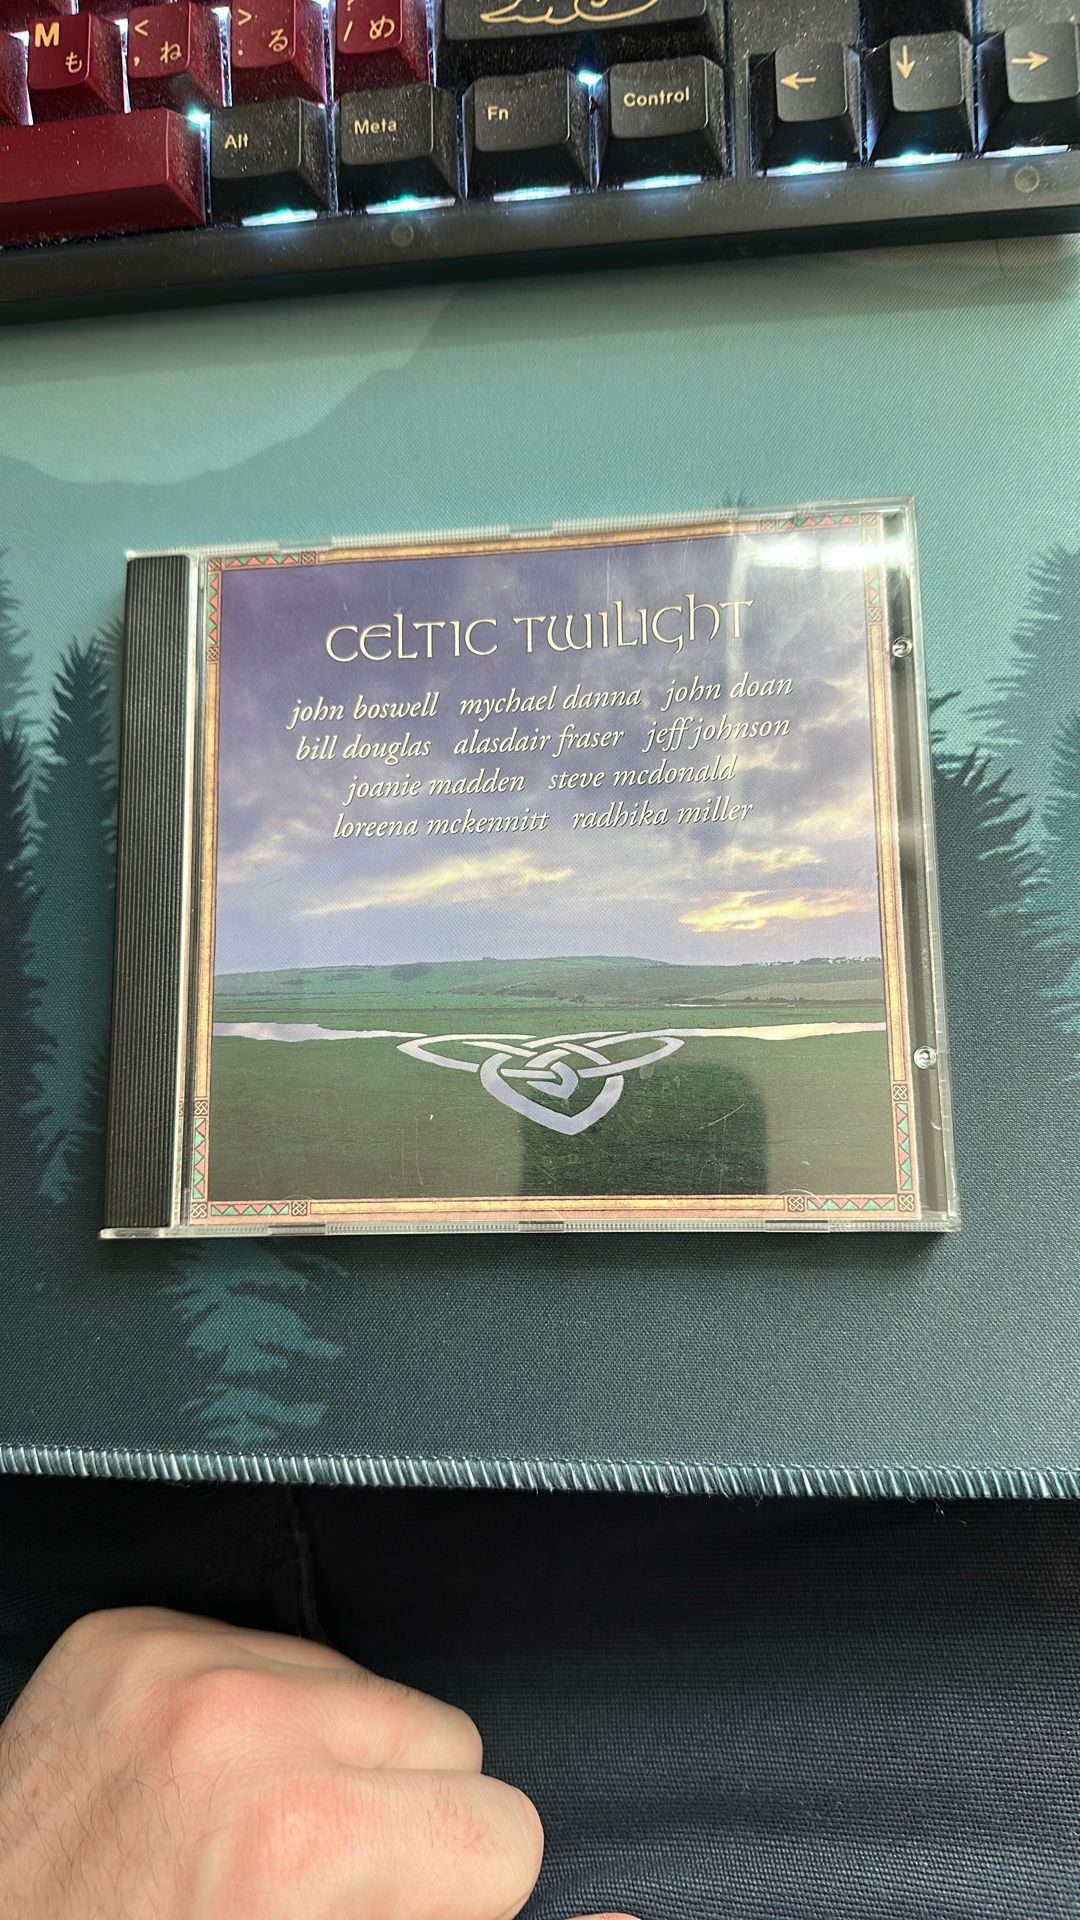 M も
< , ね
> . る
? / め
Alt
Meta
Fn
Control
←
↓
→
CELTIC TWILIGHT
john boswell mychael danna john doan
bill douglas alasdair fraser jeff johnson
joanie madden steve mcdonald
loreena mckennitt radhika miller